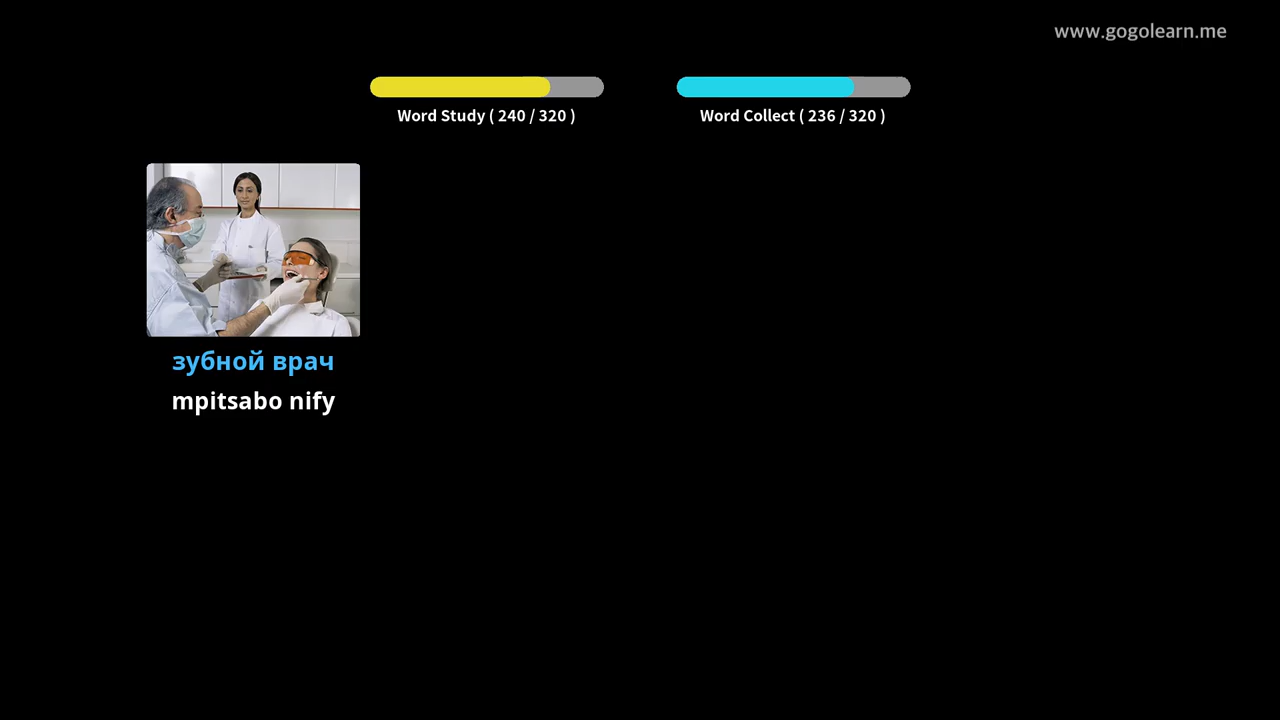 www.gogolearn.me
Word Study ( 240 / 320 )
Word Collect ( 236 / 320 )
зубной врач
mpitsabo nify